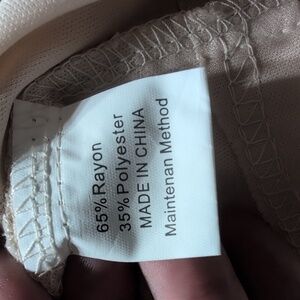 65% Rayon
35% Polyester
MADE IN CHINA
Maintenan Method